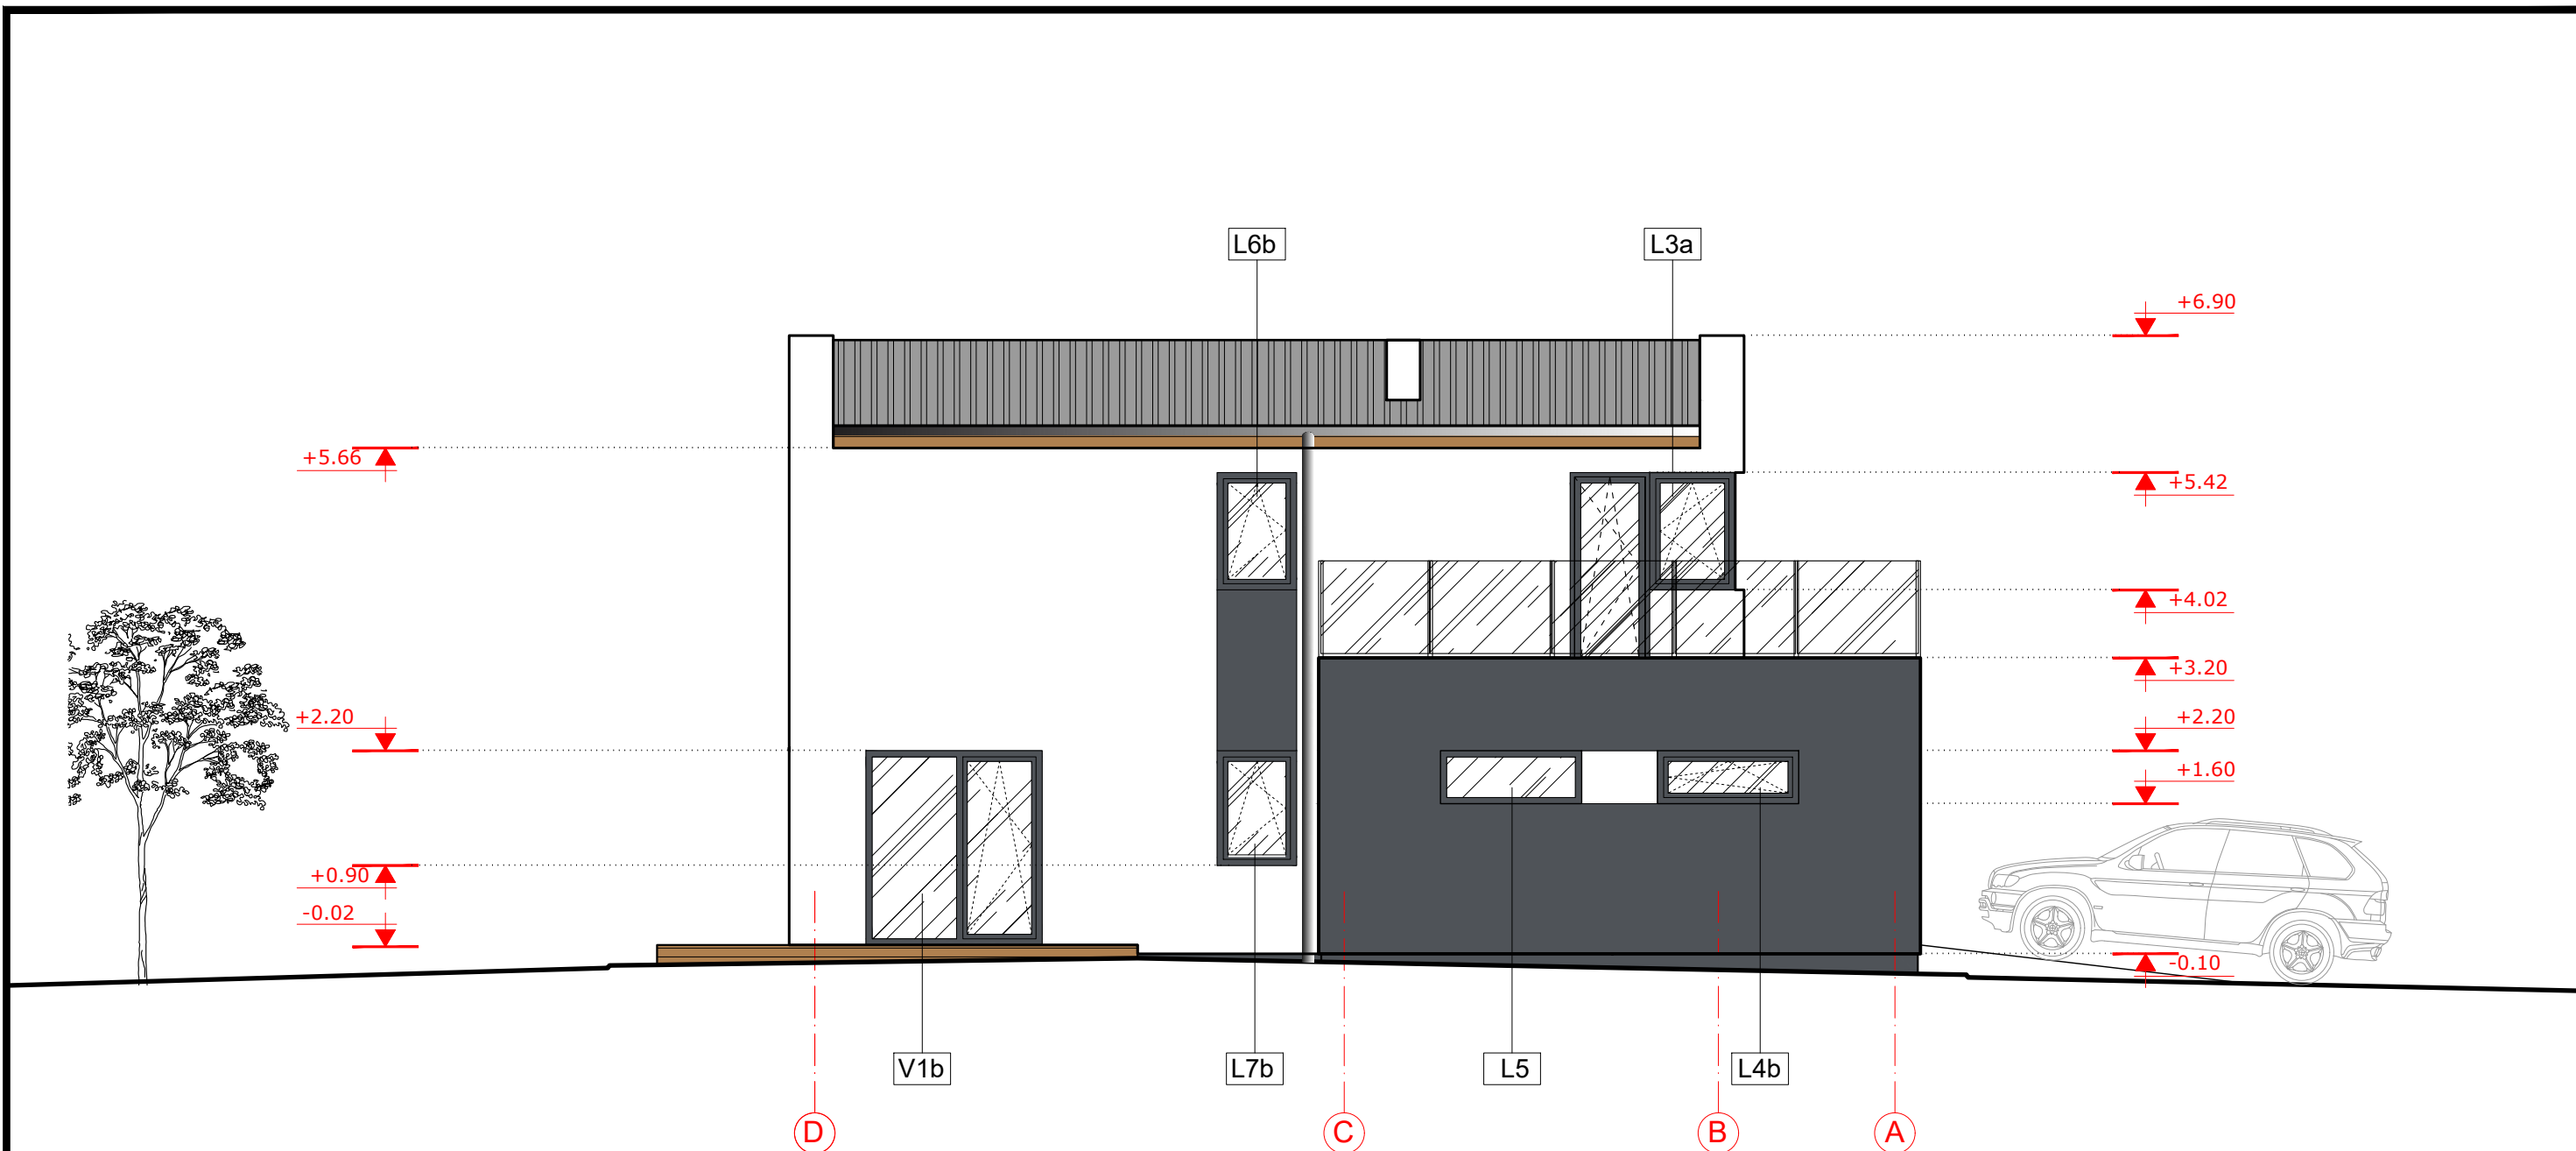 L6b
L3a
+6.90
+5.66
+5.42
+4.02
+3.20
+2.20
+2.20
+1.60
+0.90
-0.02
-0.10
V1b
L7b
L5
L4b
D
C
B
A